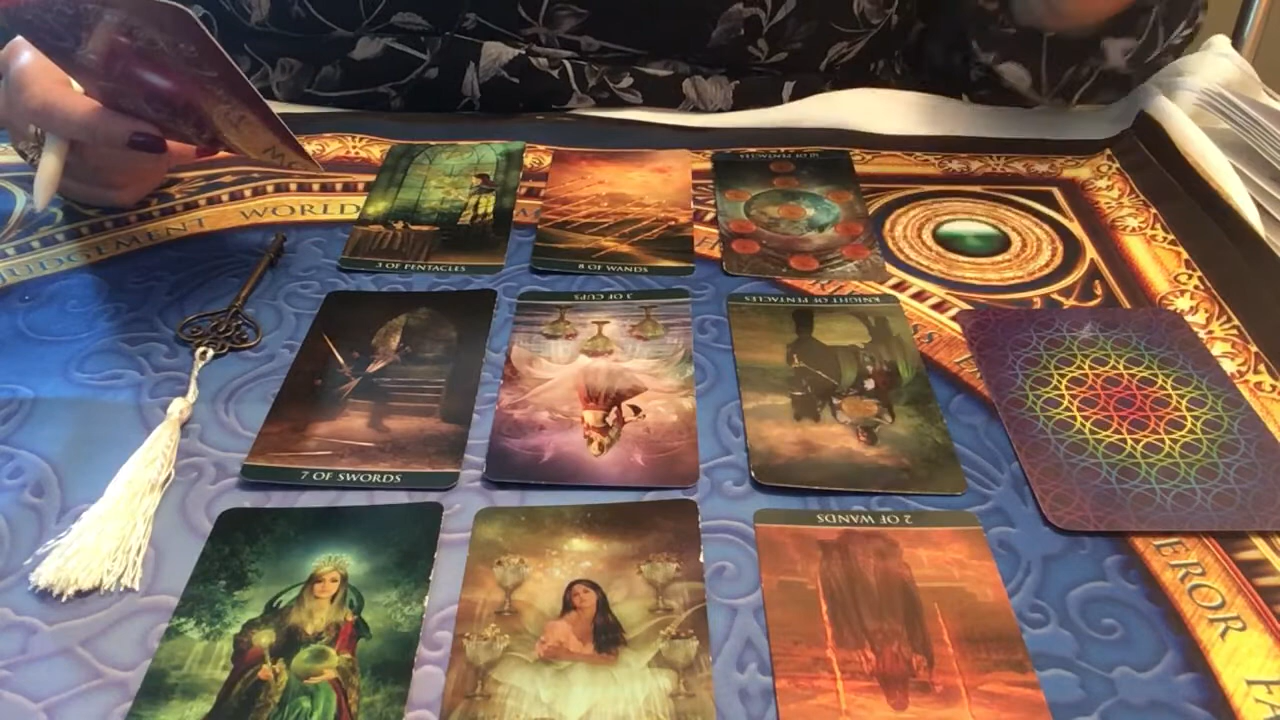 JUDGEMENT WORLD
3 OF PENTACLES
8 OF WANDS
OF PENTACLES
3 OF CUPS
KNIGHT OF PENTACLES
7 OF SWORDS
2 OF WANDS
EROR